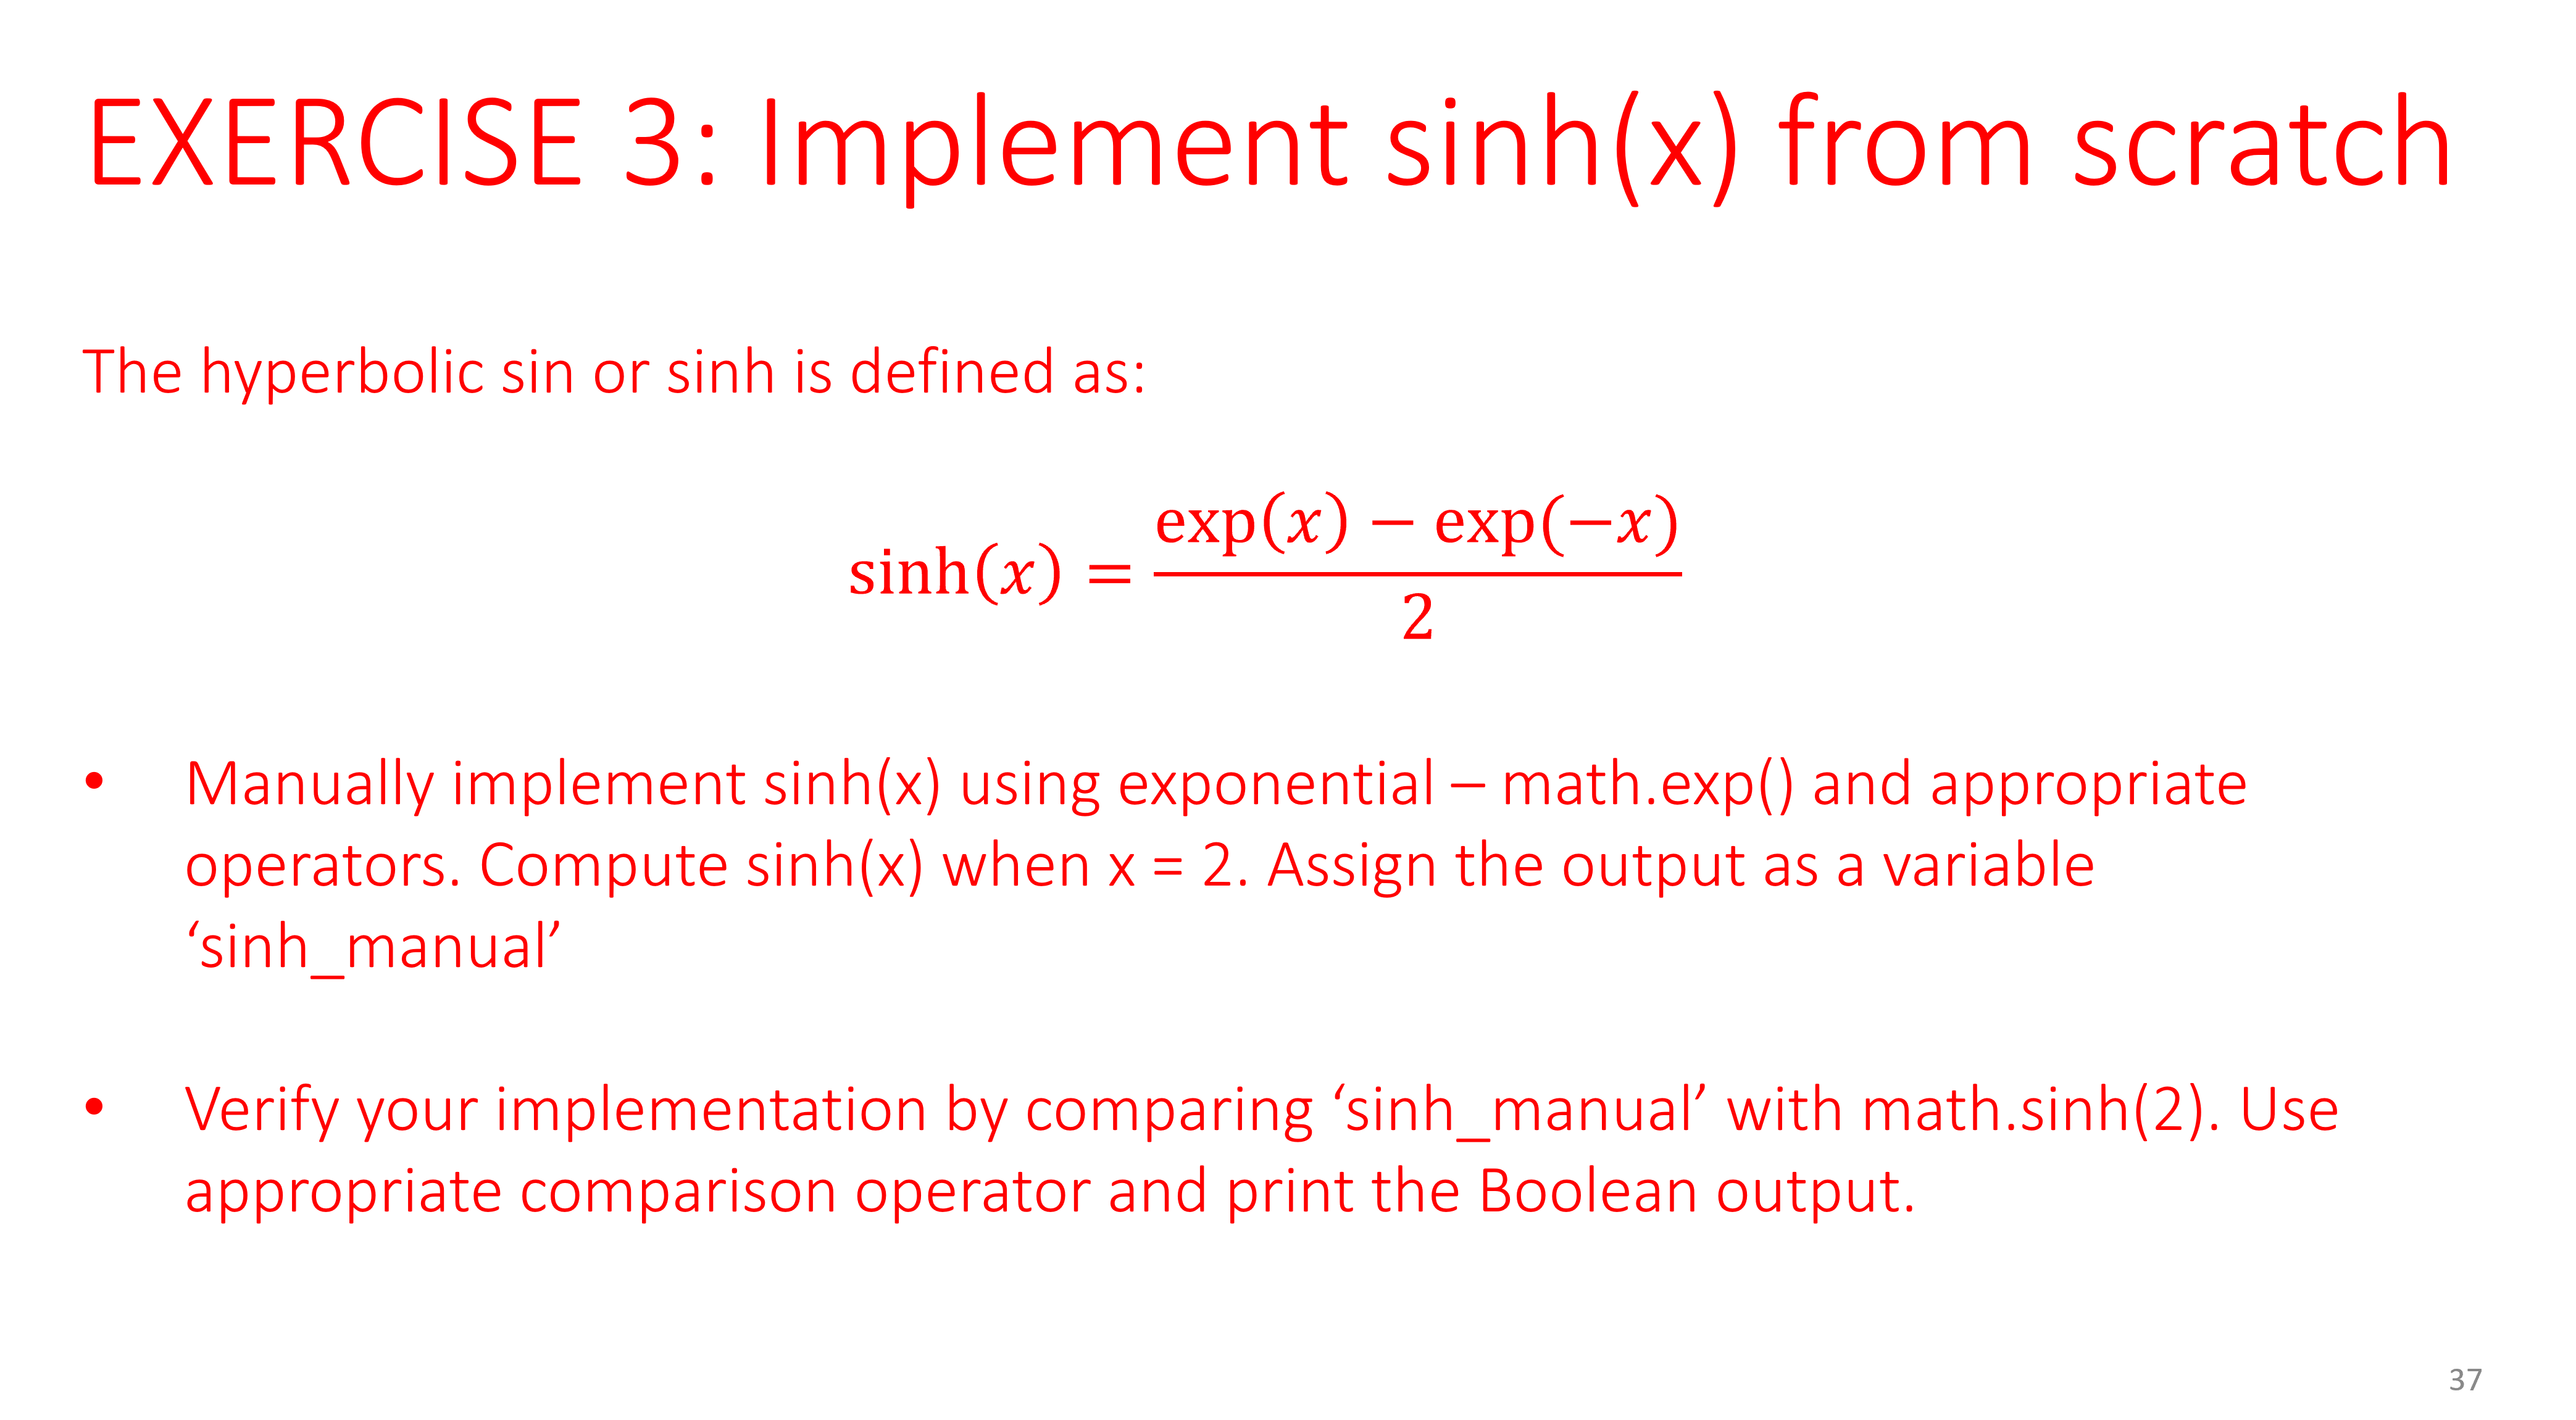 EXERCISE 3: Implement sinh(x) from scratch
The hyperbolic sin or sinh is defined as:
sinh(x) = \frac{exp(x) − exp(−x)}{2}
• Manually implement sinh(x) using exponential – math.exp() and appropriate
operators. Compute sinh(x) when x = 2. Assign the output as a variable
‘sinh_manual’
• Verify your implementation by comparing ‘sinh_manual’ with math.sinh(2). Use
appropriate comparison operator and print the Boolean output.
37